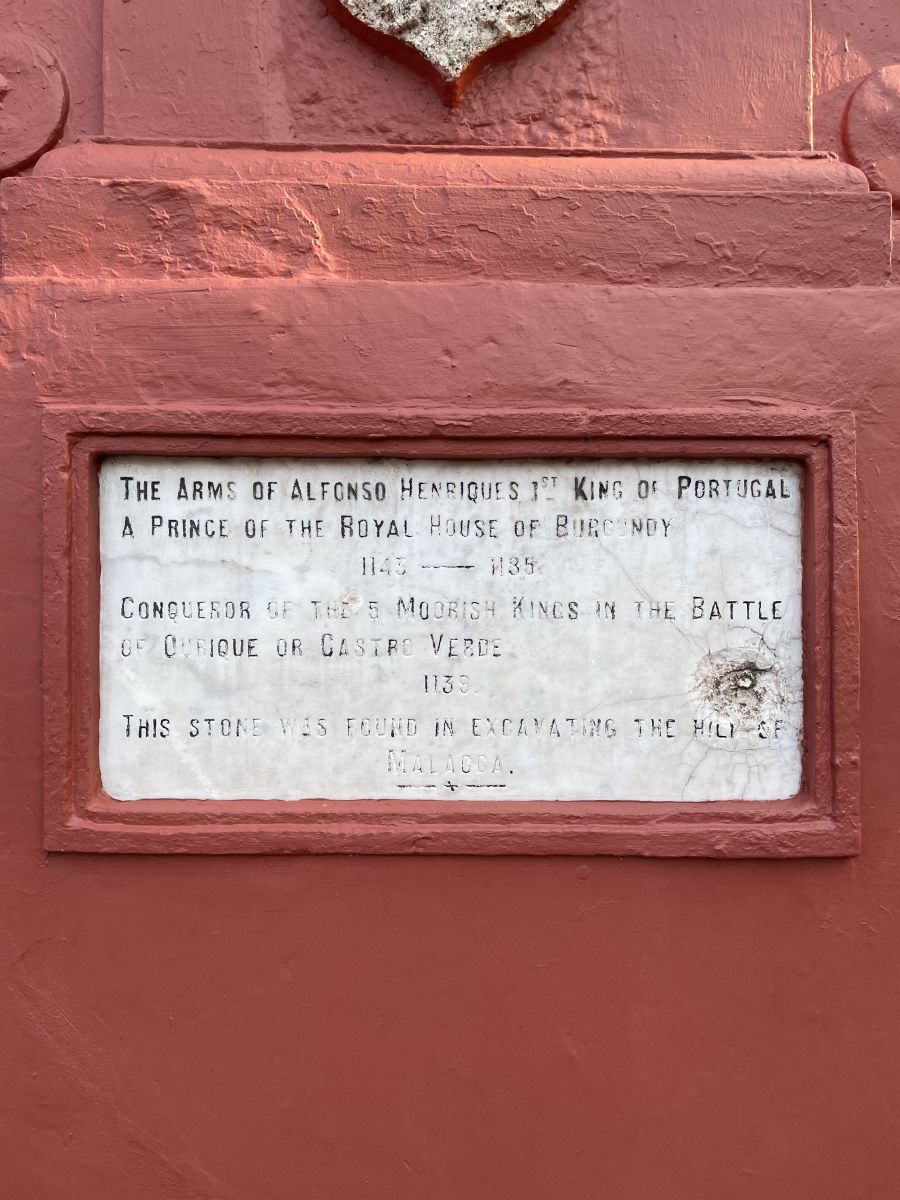 THE ARMS OF ALFONSO HENRIQUES 1ST KING OF PORTUGAL
A PRINCE OF THE ROYAL HOUSE OF BURGUNDY
1143 — 1185.
CONQUEROR OF THE 5 MOORISH KINGS IN THE BATTLE
OF OURIQUE OR CASTRO VERDE
1139.
THIS STONE WAS FOUND IN EXCAVATING THE HILL OF
MALACCA.